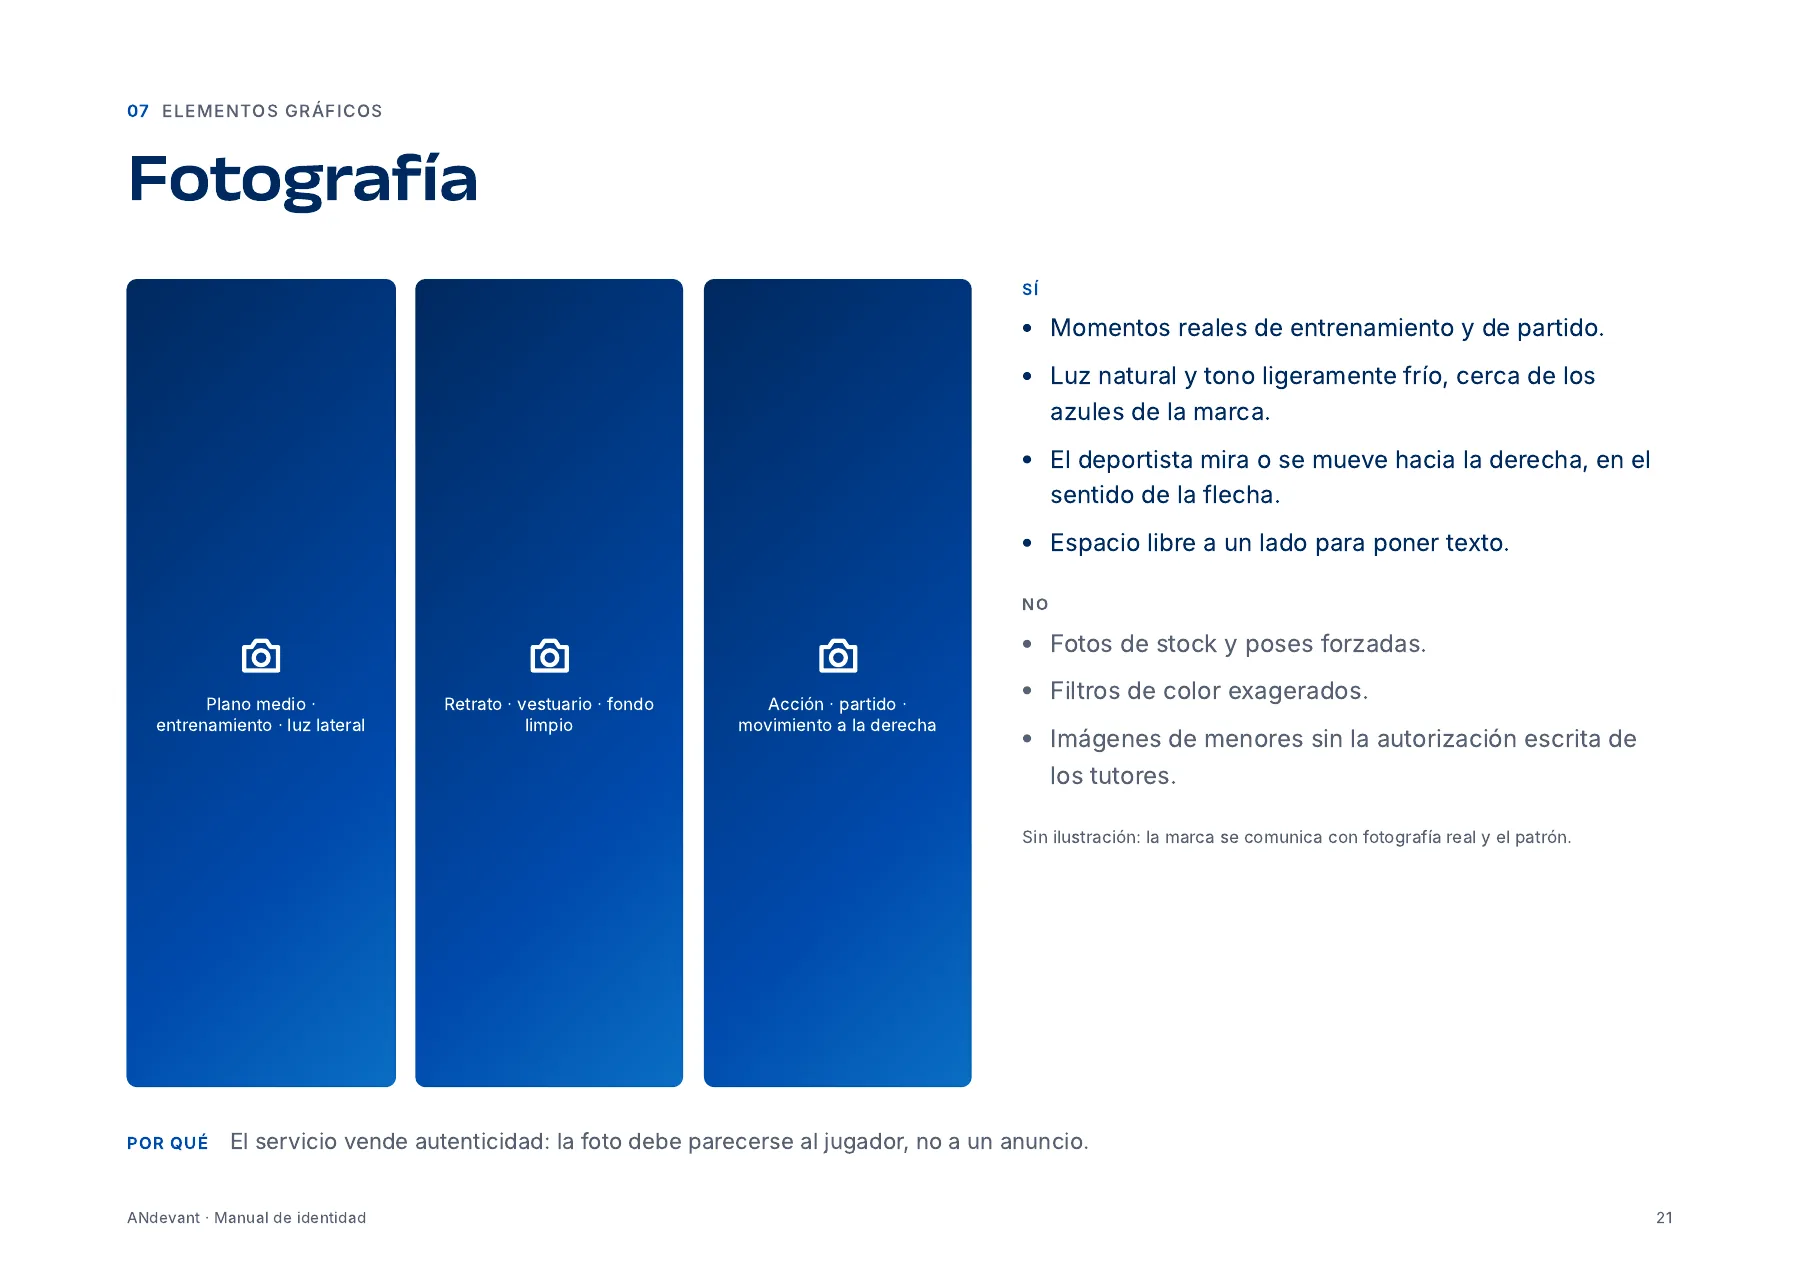 07 ELEMENTOS GRÁFICOS
Fotografía
Plano medio ·
entrenamiento · luz lateral
Retrato · vestuario · fondo
limpio
Acción · partido ·
movimiento a la derecha
SÍ
• Momentos reales de entrenamiento y de partido.
• Luz natural y tono ligeramente frío, cerca de los
azules de la marca.
• El deportista mira o se mueve hacia la derecha, en el
sentido de la flecha.
• Espacio libre a un lado para poner texto.
NO
• Fotos de stock y poses forzadas.
• Filtros de color exagerados.
• Imágenes de menores sin la autorización escrita de
los tutores.
Sin ilustración: la marca se comunica con fotografía real y el patrón.
POR QUÉ El servicio vende autenticidad: la foto debe parecerse al jugador, no a un anuncio.
ANdevant · Manual de identidad
21